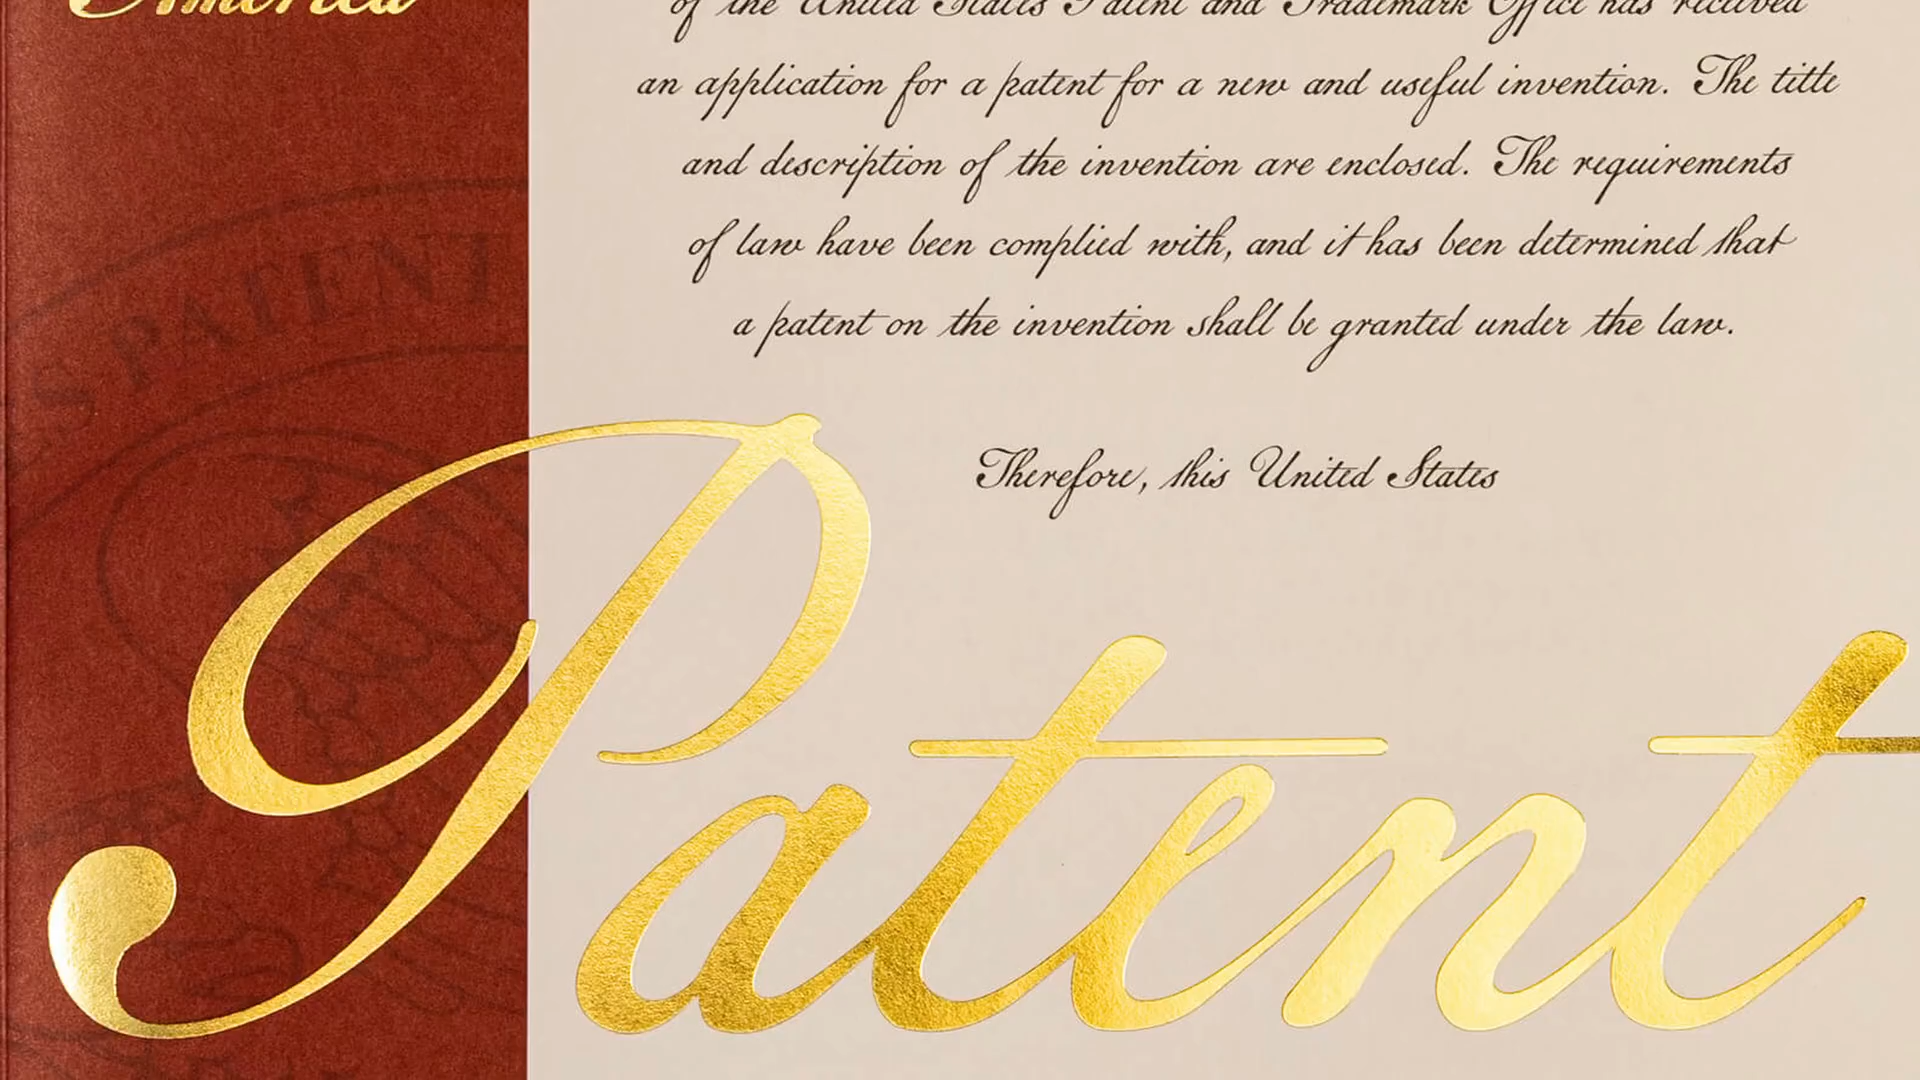 America
of the United States Patent and Trademark Office has received
an application for a patent for a new and useful invention. The title
and description of the invention are enclosed. The requirements
of law have been complied with, and it has been determined that
a patent on the invention shall be granted under the law.
Therefore, this United States
Patent
S PATENT